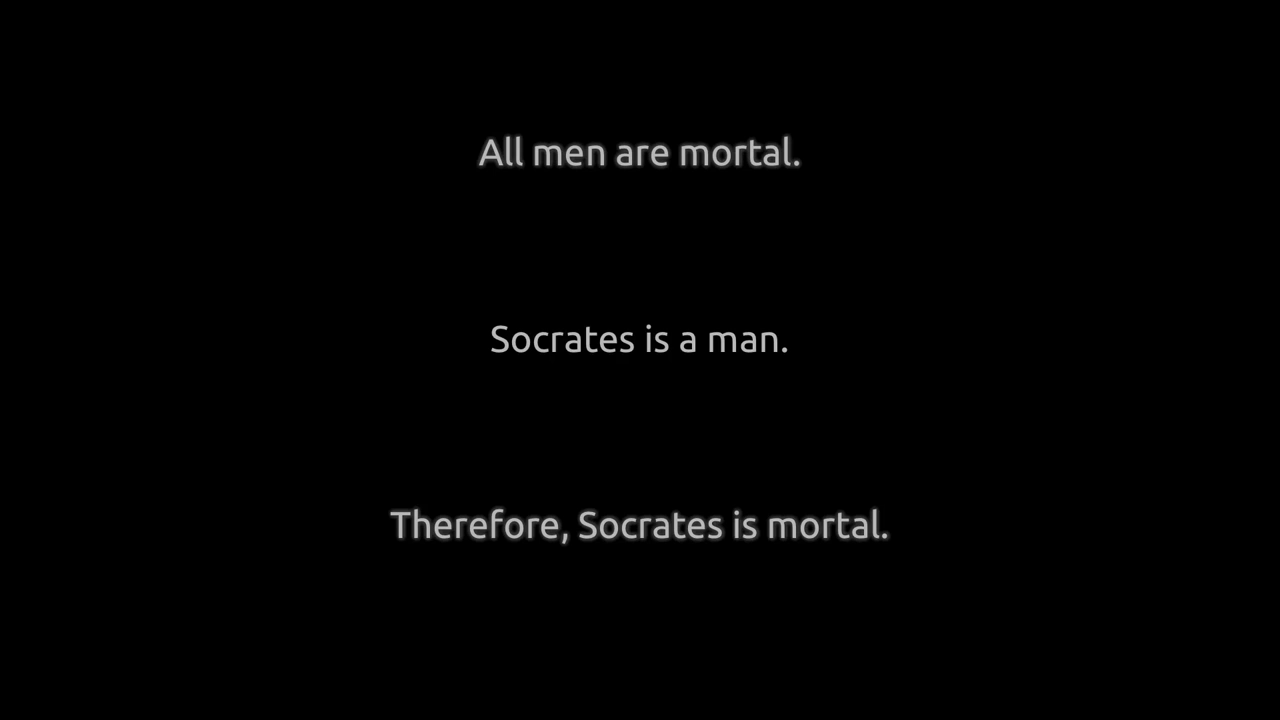 All men are mortal.
Socrates is a man.
Therefore, Socrates is mortal.